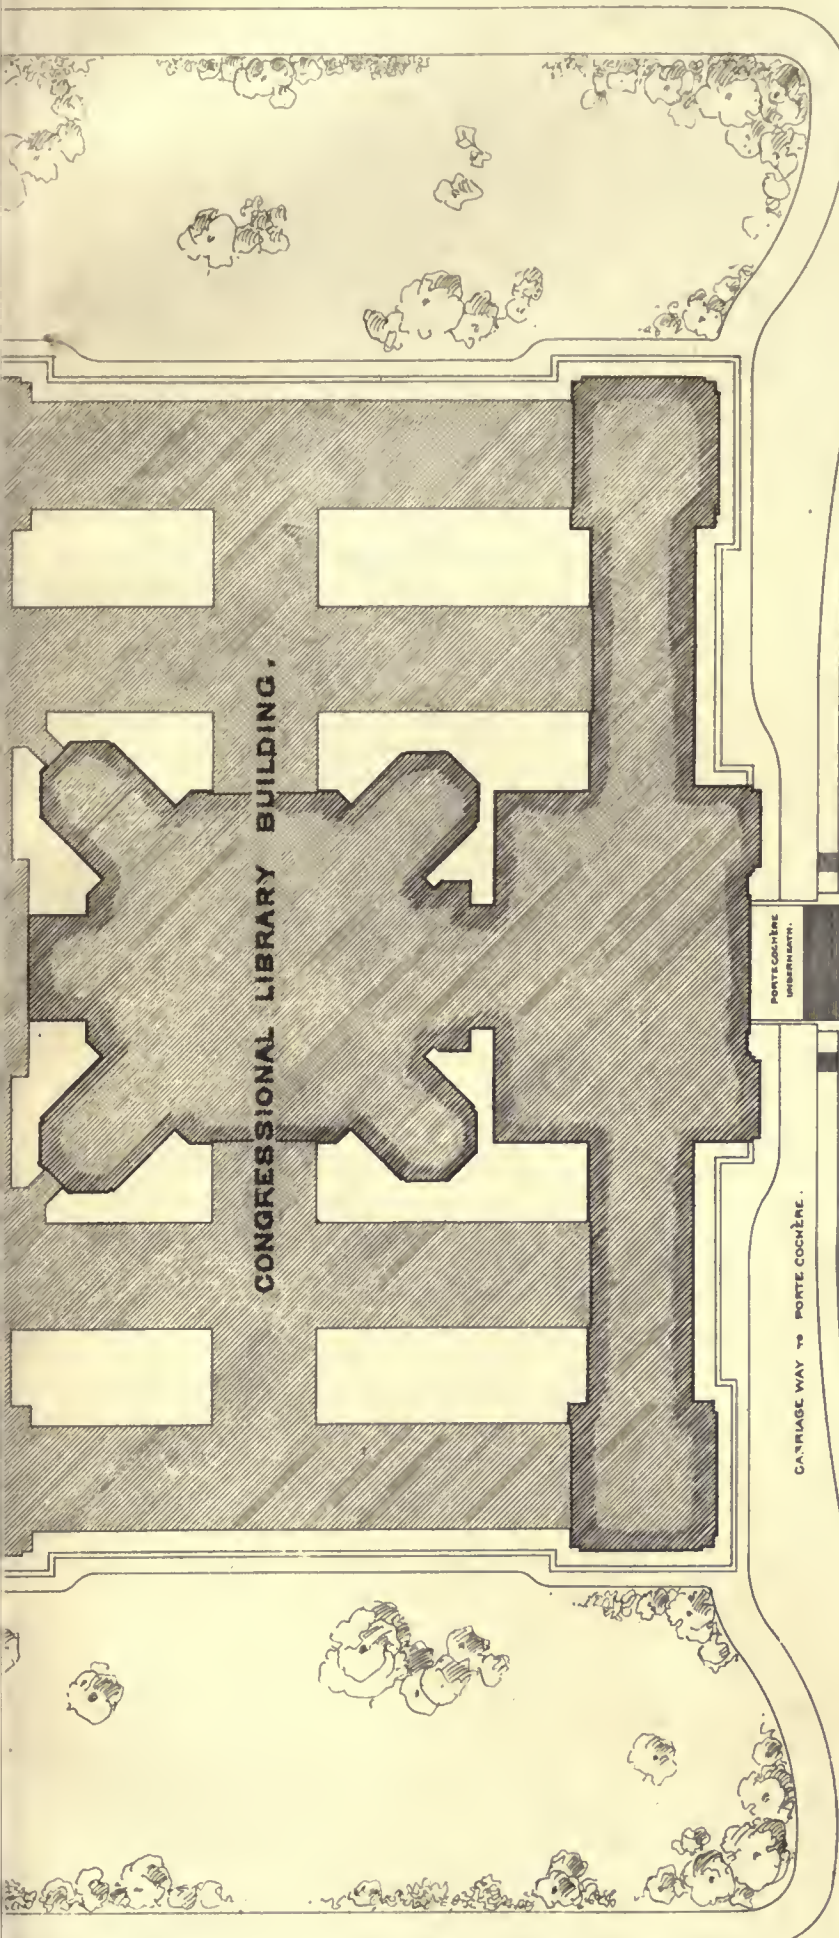 CONGRESSIONAL LIBRARY BUILDING.
PORTE COCHÈRE
UNDERNEATH.
CARRIAGE WAY TO PORTE COCHÈRE.